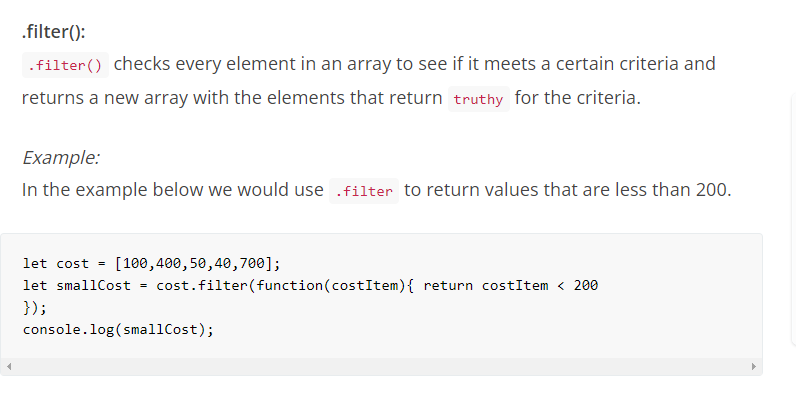 .filter():
.filter() checks every element in an array to see if it meets a certain criteria and
returns a new array with the elements that return truthy for the criteria.
Example:
In the example below we would use .filter to return values that are less than 200.
let cost = [100,400,50,40,700];
let smallCost = cost.filter(function(costItem){ return costItem < 200
});
console.log(smallCost);